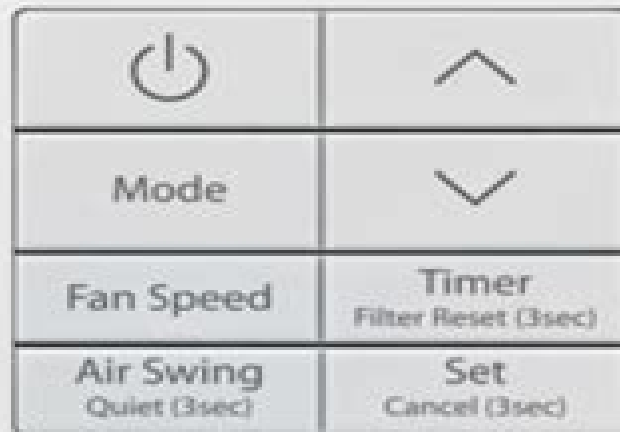 Mode
Fan Speed
Timer
Filter Reset (3sec)
Air Swing
Quiet (3sec)
Set
Cancel (3sec)